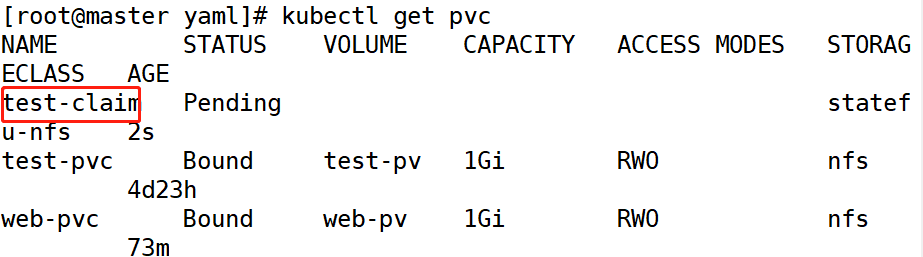 [root@master yaml]# kubectl get pvc
NAME STATUS VOLUME CAPACITY ACCESS MODES STORAG
ECLASS AGE
test-claim Pending statef
u-nfs 2s
test-pvc Bound test-pv 1Gi RWO nfs
4d23h
web-pvc Bound web-pv 1Gi RWO nfs
73m